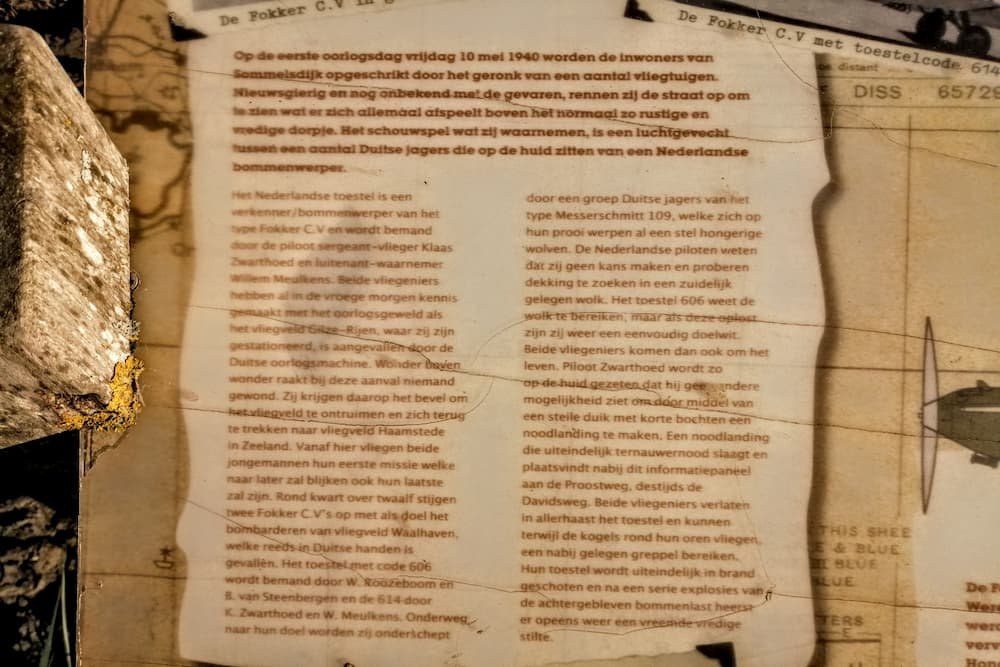 De Fokker C.V in
De Fokker C.V met toestelcode 614
os distant
DISS 65729
Op de eerste oorlogsdag vrijdag 10 mei 1940 worden de inwoners van
Sommelsdijk opgeschrikt door het geronk van een aantal vliegtuigen.
Nieuwsgierig en nog onbekend met de gevaren, rennen zij de straat op om
te zien wat er zich allemaal afspeelt boven het normaal zo rustige en
vredige dorpje. Het schouwspel wat zij waarnemen, is een luchtgevecht
tussen een aantal Duitse jagers die op de huid zitten van een Nederlandse
bommenwerper.
Het Nederlandse toestel is een
verkenner/bommenwerper van het
type Fokker C.V en wordt bemand
door de piloot sergeant-vlieger Klaas
Zwarthoed en luitenant-waarnemer
Willem Meulkens. Beide vliegeniers
hebben al in de vroege morgen kennis
gemaakt met het oorlogsgeweld als
het vliegveld Gilze-Rijen, waar zij zijn
gestationeerd, is aangevallen door de
Duitse oorlogsmachine. Wonder boven
wonder raakt bij deze aanval niemand
gewond. Zij krijgen daarop het bevel om
het vliegveld te ontruimen en zich terug
te trekken naar vliegveld Haamstede
in Zeeland. Vanaf hier vliegen beide
jongemannen hun eerste missie welke
naar later zal blijken ook hun laatste
zal zijn. Rond kwart over twaalf stijgen
twee Fokker C.V's op met als doel het
bombarderen van vliegveld Waalhaven,
welke reeds in Duitse handen is
gevallen. Het toestel met code 606
wordt bemand door W. Roozeboom en
B. van Steenbergen en de 614 door
K. Zwarthoed en W. Meulkens. Onderweg
naar hun doel worden zij onderschept
door een groep Duitse jagers van het
type Messerschmitt 109, welke zich op
hun prooi werpen al een stel hongerige
wolven. De Nederlandse piloten weten
dat zij geen kans maken en proberen
dekking te zoeken in een zuidelijk
gelegen wolk. Het toestel 606 weet de
wolk te bereiken, maar als deze oplost
zijn zij weer een eenvoudig doelwit.
Beide vliegeniers komen dan ook om het
leven. Piloot Zwarthoed wordt zo
op de huid gezeten dat hij geen andere
mogelijkheid ziet om door middel van
een steile duik met korte bochten een
noodlanding te maken. Een noodlanding
die uiteindelijk ternauwernood slaagt en
plaatsvindt nabij dit informatiepaneel
aan de Proostweg, destijds de
Davidsweg. Beide vliegeniers verlaten
in allerhaast het toestel en kunnen
terwijl de kogels rond hun oren vliegen,
een nabij gelegen greppel bereiken.
Hun toestel wordt uiteindelijk in brand
geschoten en na een serie explosies van
de achtergebleven bommenlast heerst
er opeens weer een vreemde vredige
stilte.
THIS SHEE
& BLUE
BLUE